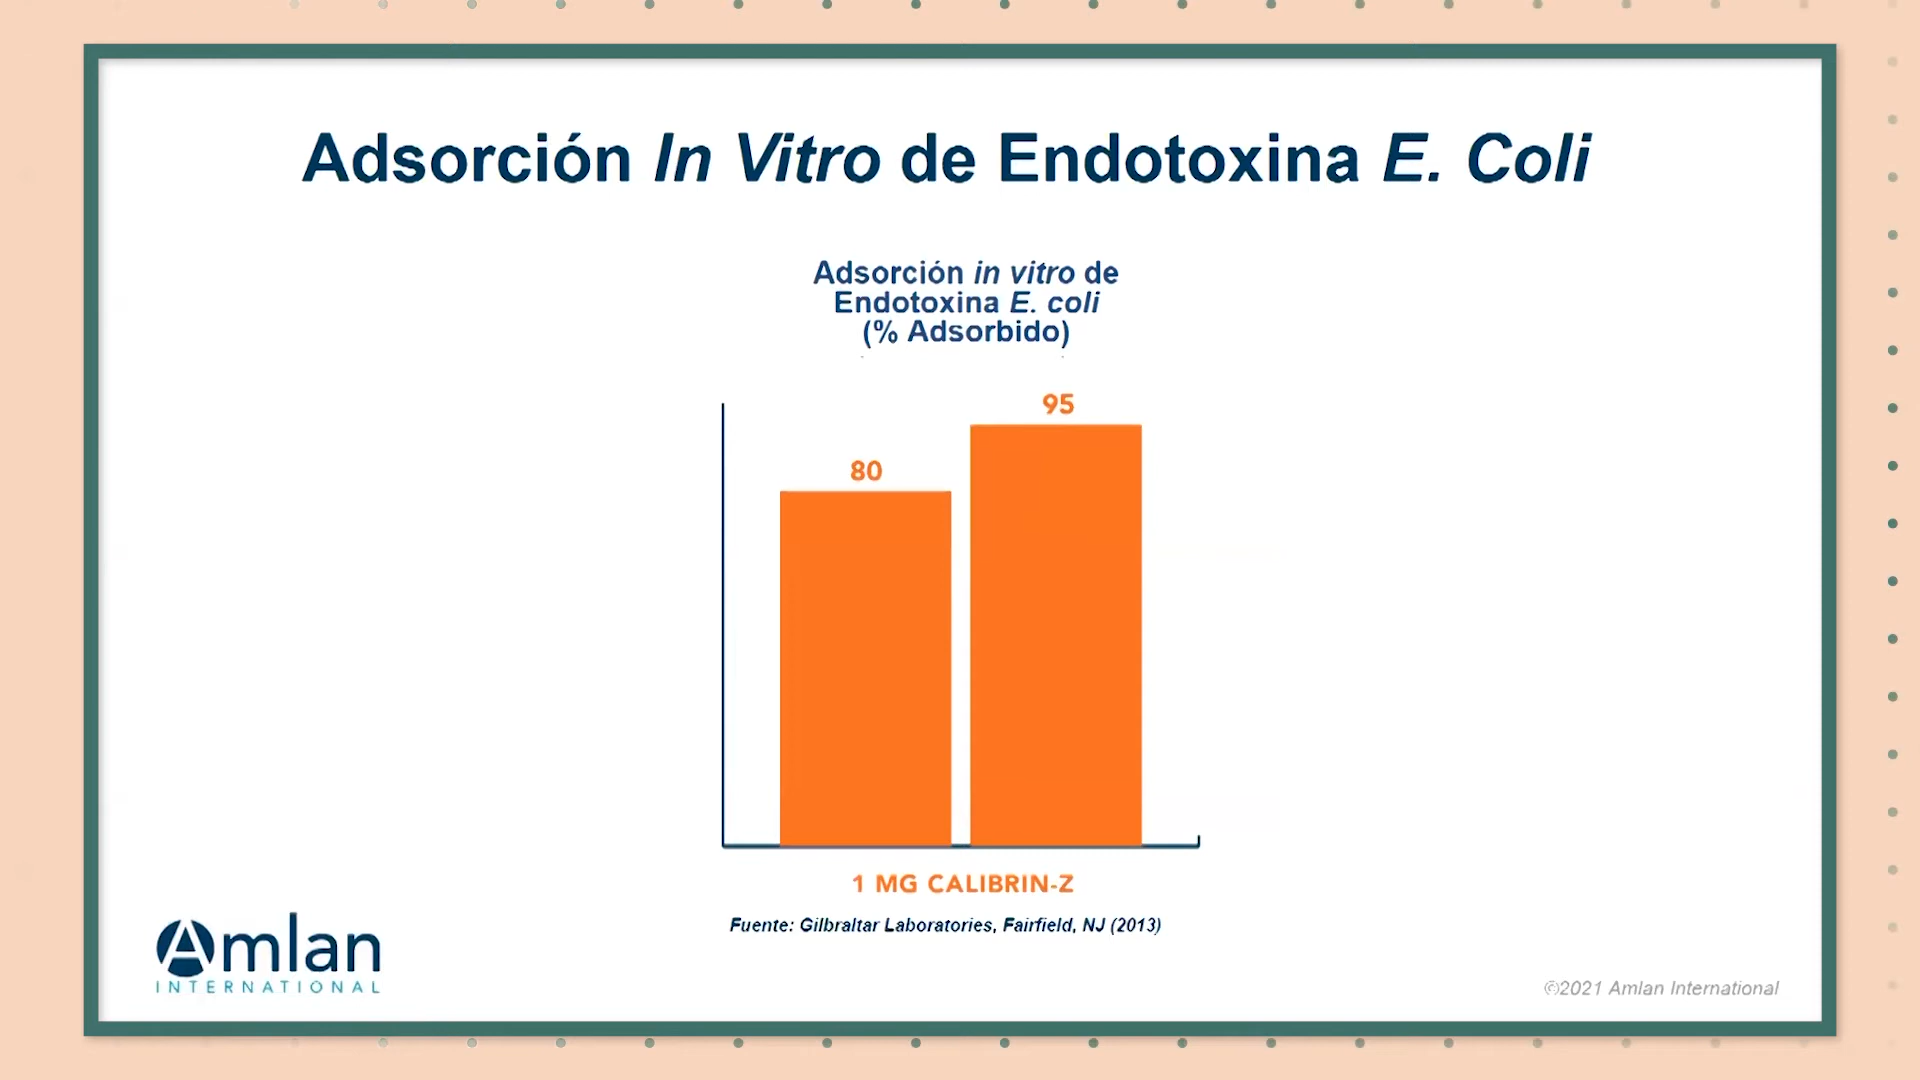 Adsorción In Vitro de Endotoxina E. Coli
Adsorción in vitro de
Endotoxina E. coli
(% Adsorbido)
95
80
1 MG CALIBRIN-Z
Fuente: Gilbraltar Laboratories, Fairfield, NJ (2013)
Amlan
INTERNATIONAL
©2021 Amlan International